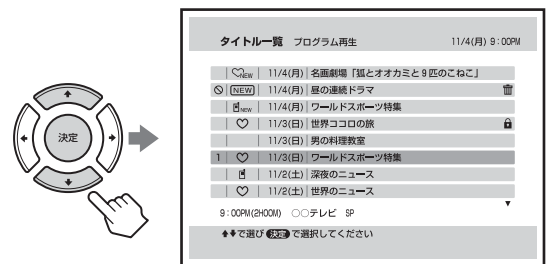 決定
タイトル一覧 プログラム再生 11/4(月) 9:00PM
NEW 11/4(月) 名画劇場「狐とオオカミと9匹のこねこ」
NEW 11/4(月) 昼の連続ドラマ
NEW 11/4(月) ワールドスポーツ特集
11/3(日) 世界ココロの旅
11/3(日) 男の料理教室
1 11/3(日) ワールドスポーツ特集
11/2(土) 深夜のニュース
11/2(土) 世界のニュース
9:00PM(2H00M) ○○テレビ SP
で選び 決定 で選択してください